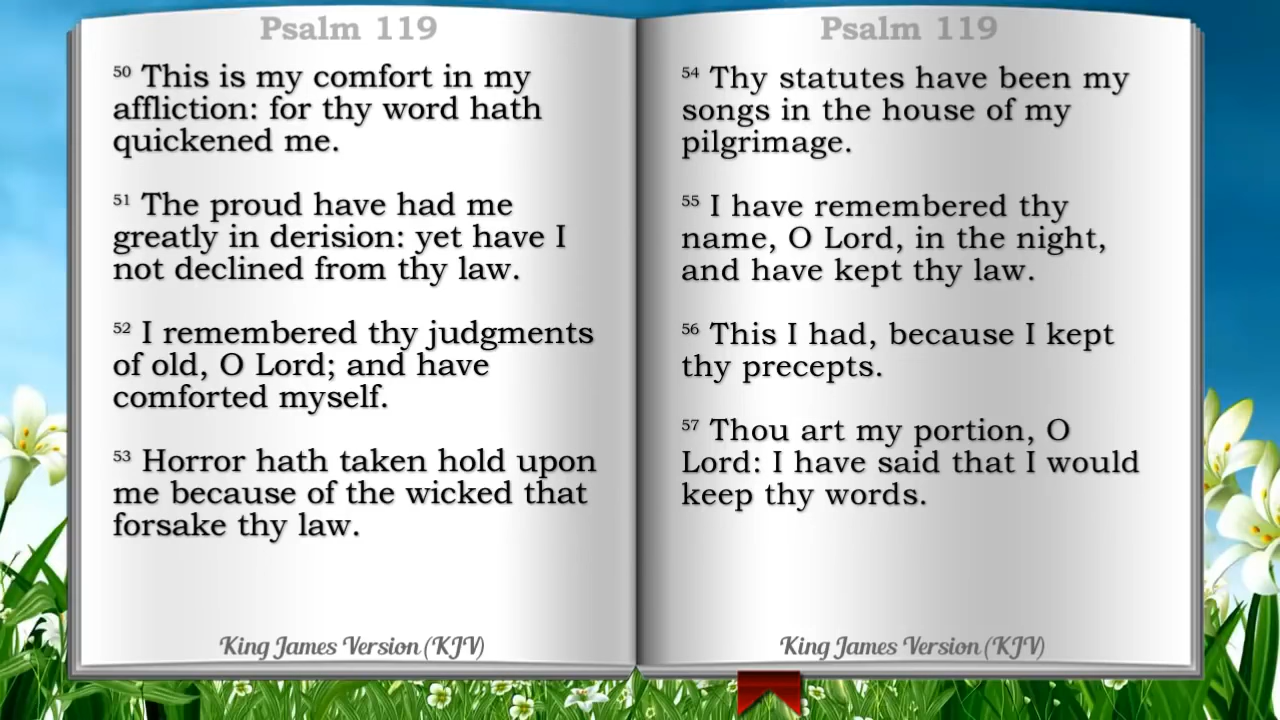 Psalm 119
50 This is my comfort in my
affliction: for thy word hath
quickened me.
51 The proud have had me
greatly in derision: yet have I
not declined from thy law.
52 I remembered thy judgments
of old, O Lord; and have
comforted myself.
53 Horror hath taken hold upon
me because of the wicked that
forsake thy law.
King James Version (KJV)
Psalm 119
54 Thy statutes have been my
songs in the house of my
pilgrimage.
55 I have remembered thy
name, O Lord, in the night,
and have kept thy law.
56 This I had, because I kept
thy precepts.
57 Thou art my portion, O
Lord: I have said that I would
keep thy words.
King James Version (KJV)